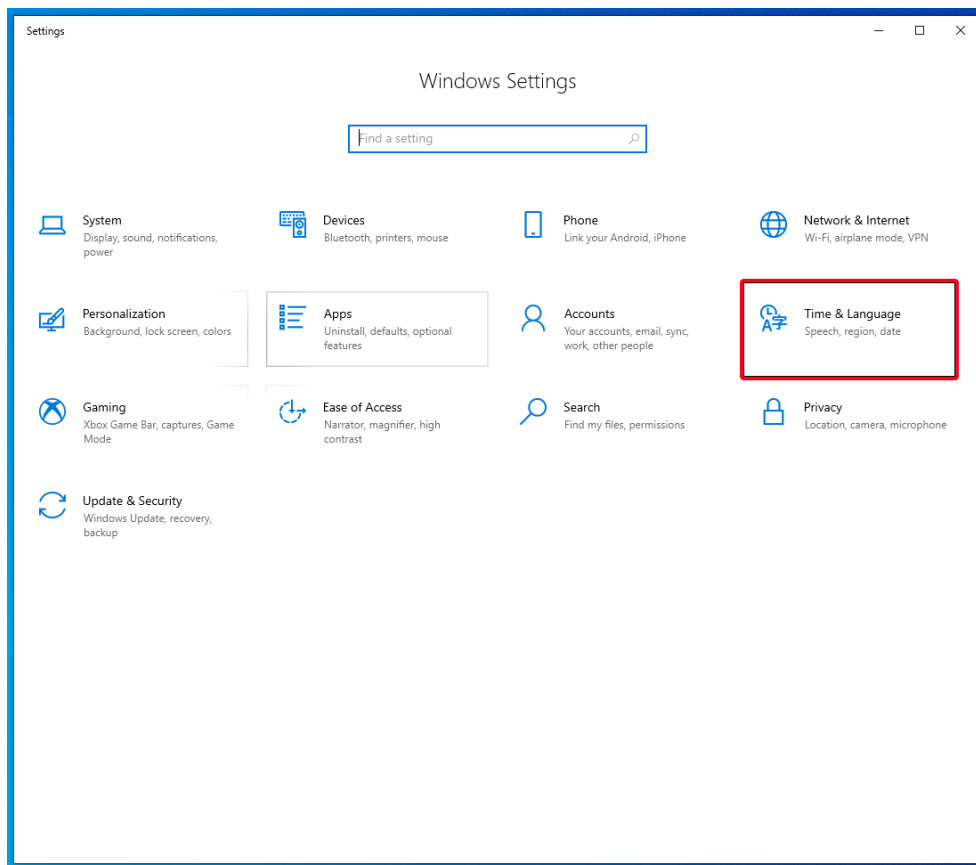 Settings
Windows Settings
Find a setting
System
Display, sound, notifications,
power
Devices
Bluetooth, printers, mouse
Phone
Link your Android, iPhone
Network & Internet
Wi-Fi, airplane mode, VPN
Personalization
Background, lock screen, colors
Apps
Uninstall, defaults, optional
features
Accounts
Your accounts, email, sync,
work, other people
Time & Language
Speech, region, date
Gaming
Xbox Game Bar, captures, Game
Mode
Ease of Access
Narrator, magnifier, high
contrast
Search
Find my files, permissions
Privacy
Location, camera, microphone
Update & Security
Windows Update, recovery,
backup